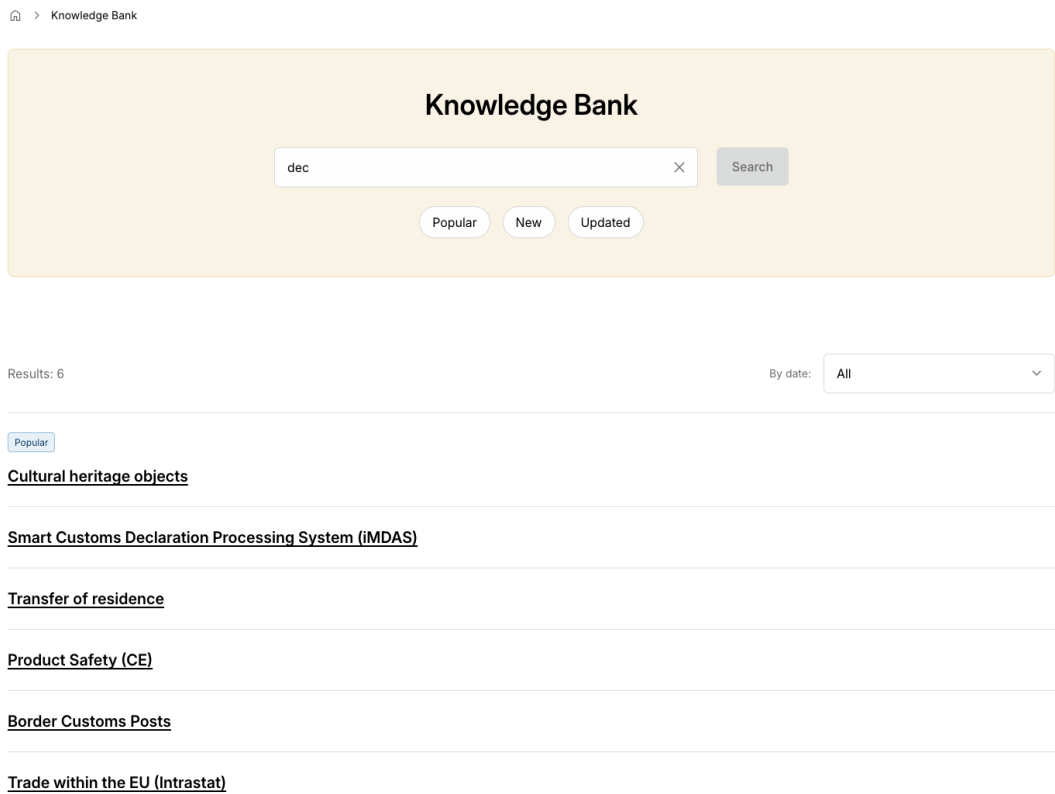 Knowledge Bank
Knowledge Bank
dec
Search
Popular
New
Updated
Results: 6
By date:
All
Popular
Cultural heritage objects
Smart Customs Declaration Processing System (iMDAS)
Transfer of residence
Product Safety (CE)
Border Customs Posts
Trade within the EU (Intrastat)